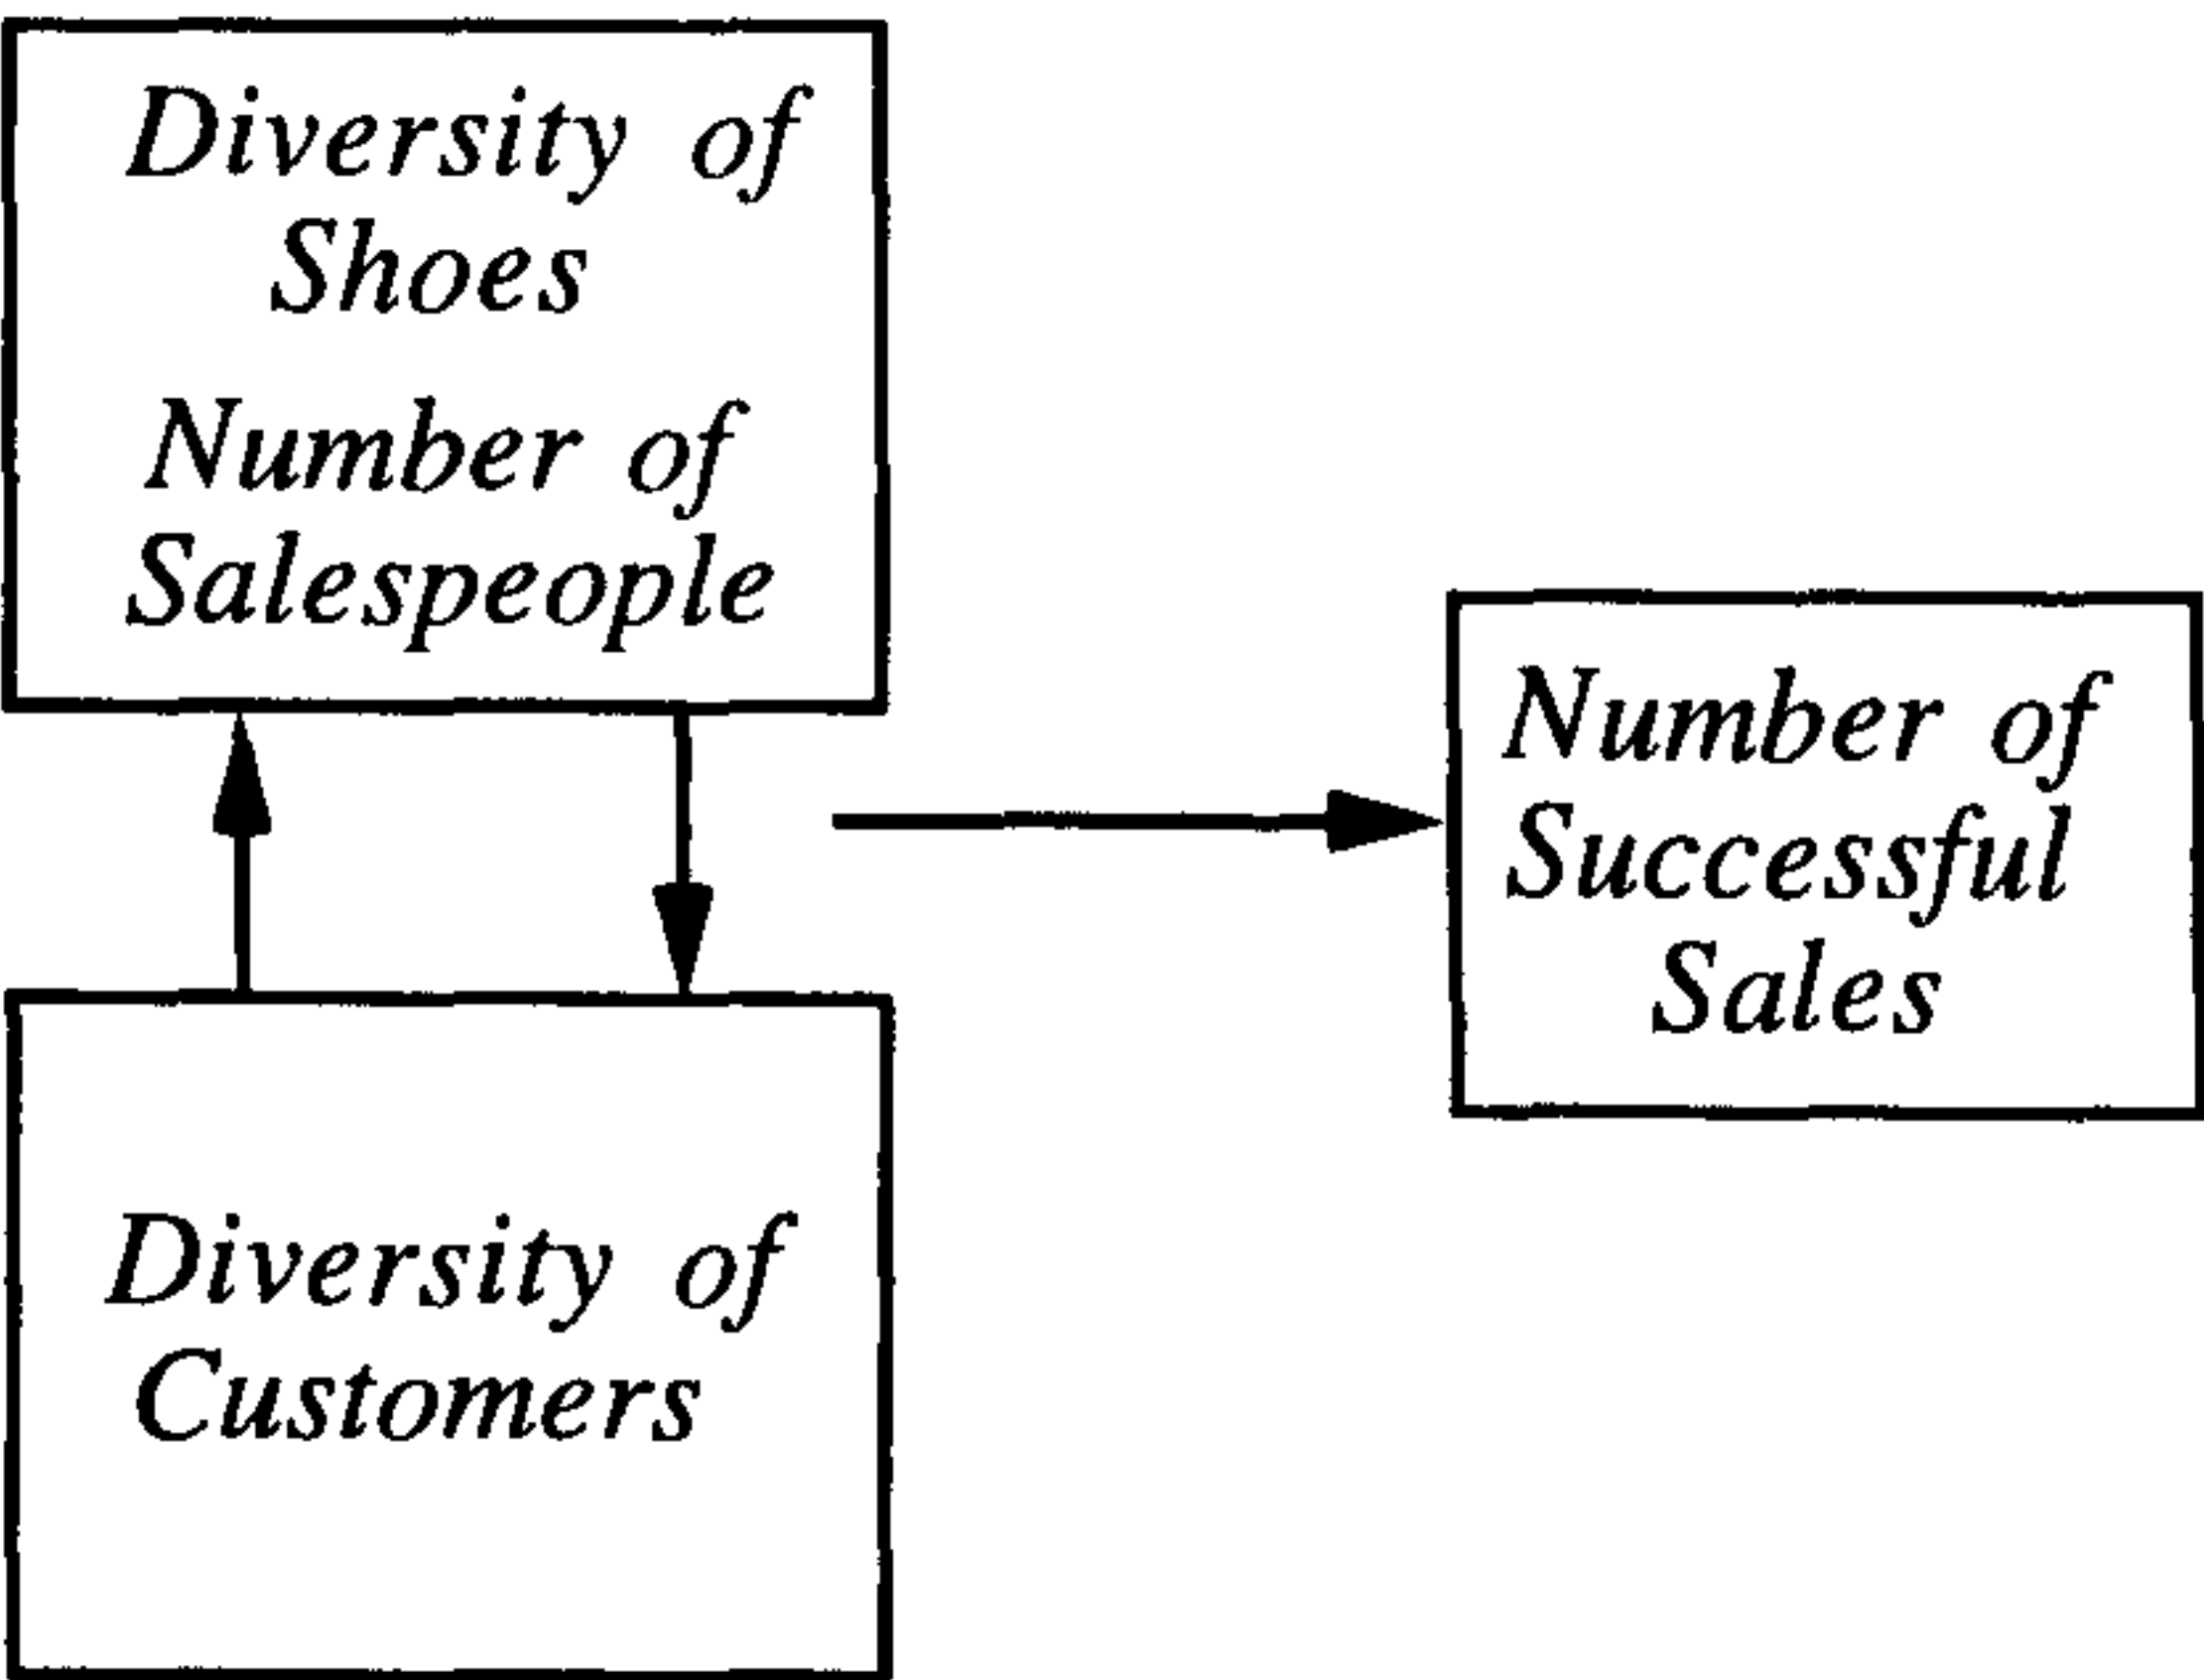 Diversity of
Shoes
Number of
Salespeople
Number of
Successful
Sales
Diversity of
Customers